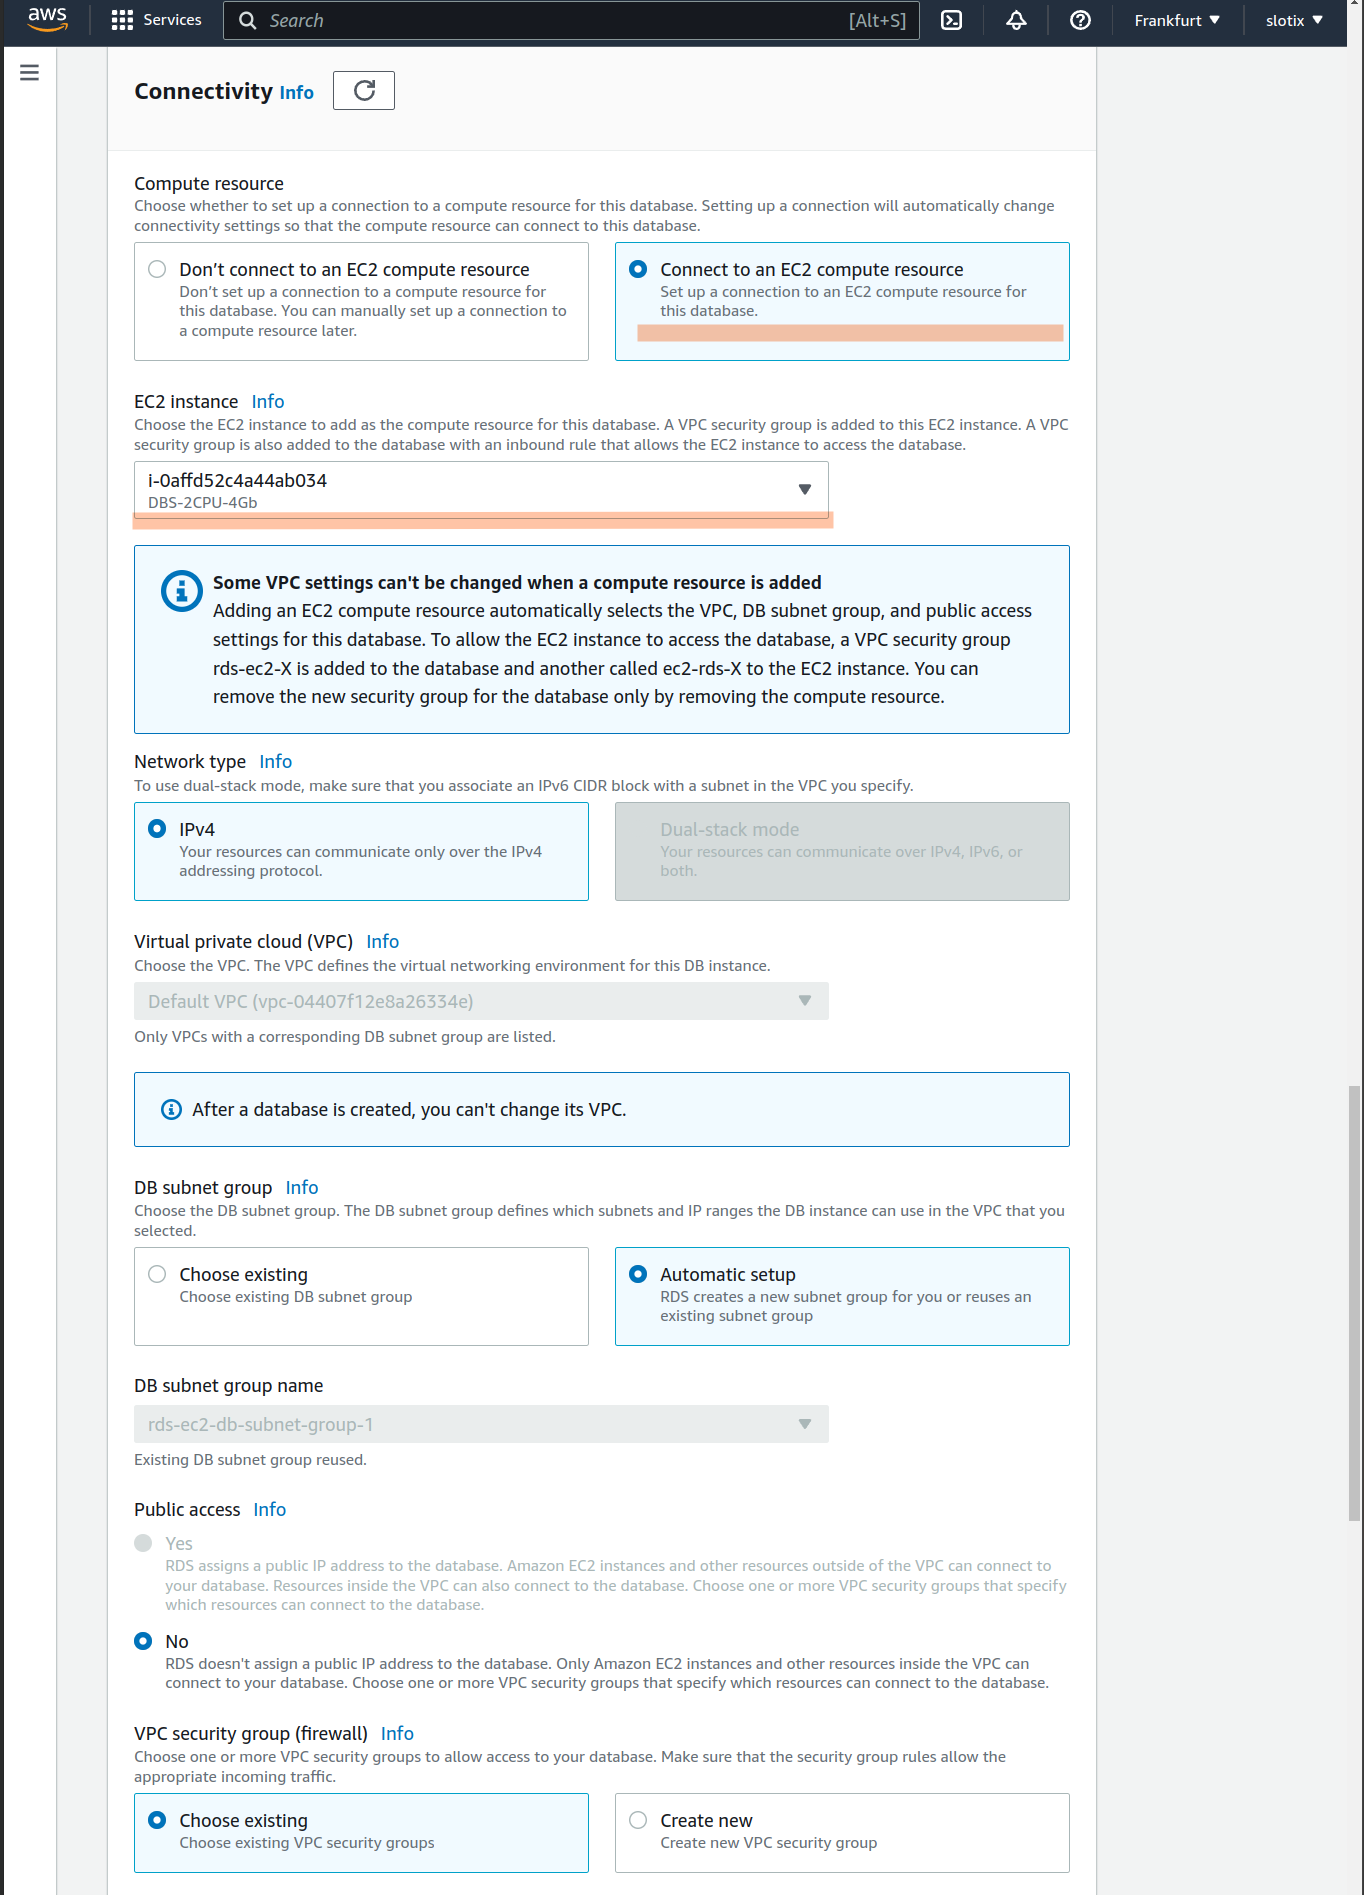 aws
Services
Search
[Alt+S]
Frankfurt
slotix
Connectivity Info
Compute resource
Choose whether to set up a connection to a compute resource for this database. Setting up a connection will automatically change
connectivity settings so that the compute resource can connect to this database.
Don’t connect to an EC2 compute resource
Don’t set up a connection to a compute resource for
this database. You can manually set up a connection to
a compute resource later.
Connect to an EC2 compute resource
Set up a connection to an EC2 compute resource for
this database.
EC2 instance Info
Choose the EC2 instance to add as the compute resource for this database. A VPC security group is added to this EC2 instance. A VPC
security group is also added to the database with an inbound rule that allows the EC2 instance to access the database.
i-0affd52c4a44ab034
DBS-2CPU-4Gb
Some VPC settings can't be changed when a compute resource is added
Adding an EC2 compute resource automatically selects the VPC, DB subnet group, and public access
settings for this database. To allow the EC2 instance to access the database, a VPC security group
rds-ec2-X is added to the database and another called ec2-rds-X to the EC2 instance. You can
remove the new security group for the database only by removing the compute resource.
Network type Info
To use dual-stack mode, make sure that you associate an IPv6 CIDR block with a subnet in the VPC you specify.
IPv4
Your resources can communicate only over the IPv4
addressing protocol.
Dual-stack mode
Your resources can communicate over IPv4, IPv6, or
both.
Virtual private cloud (VPC) Info
Choose the VPC. The VPC defines the virtual networking environment for this DB instance.
Default VPC (vpc-04407f12e8a26334e)
Only VPCs with a corresponding DB subnet group are listed.
After a database is created, you can't change its VPC.
DB subnet group Info
Choose the DB subnet group. The DB subnet group defines which subnets and IP ranges the DB instance can use in the VPC that you
selected.
Choose existing
Choose existing DB subnet group
Automatic setup
RDS creates a new subnet group for you or reuses an
existing subnet group
DB subnet group name
rds-ec2-db-subnet-group-1
Existing DB subnet group reused.
Public access Info
Yes
RDS assigns a public IP address to the database. Amazon EC2 instances and other resources outside of the VPC can connect to
your database. Resources inside the VPC can also connect to the database. Choose one or more VPC security groups that specify
which resources can connect to the database.
No
RDS doesn't assign a public IP address to the database. Only Amazon EC2 instances and other resources inside the VPC can
connect to your database. Choose one or more VPC security groups that specify which resources can connect to the database.
VPC security group (firewall) Info
Choose one or more VPC security groups to allow access to your database. Make sure that the security group rules allow the
appropriate incoming traffic.
Choose existing
Choose existing VPC security groups
Create new
Create new VPC security group